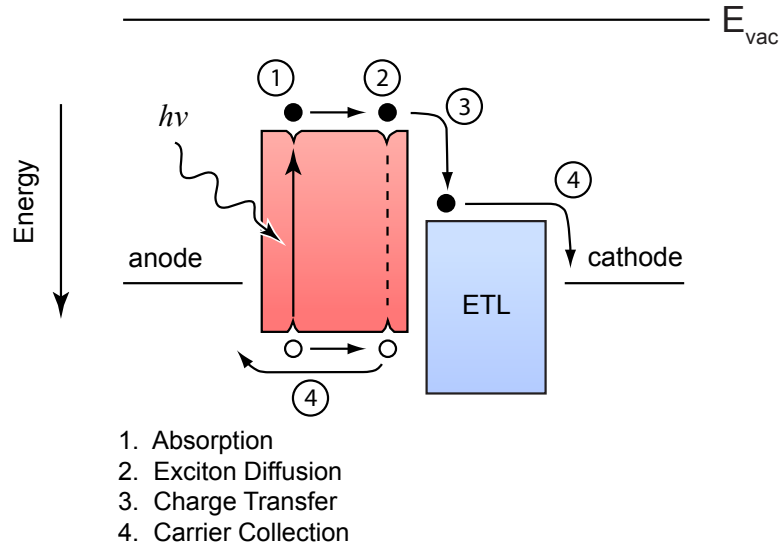 E_vac
1
2
3
hν
4
Energy
anode
cathode
ETL
4
1. Absorption
2. Exciton Diffusion
3. Charge Transfer
4. Carrier Collection